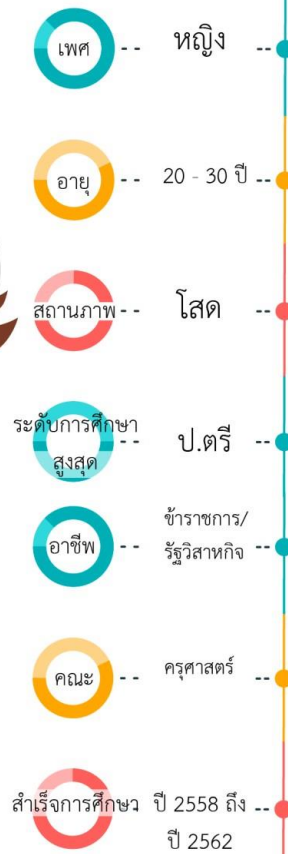 เพศ -- หญิง --
อายุ -- 20 - 30 ปี --
สถานภาพ -- โสด --
ระดับการศึกษา
สูงสุด
ป.ตรี --
อาชีพ -- ข้าราชการ/
รัฐวิสาหกิจ --
คณะ -- ครุศาสตร์ --
สำเร็จการศึกษว ปี 2558 ถึง --
ปี 2562